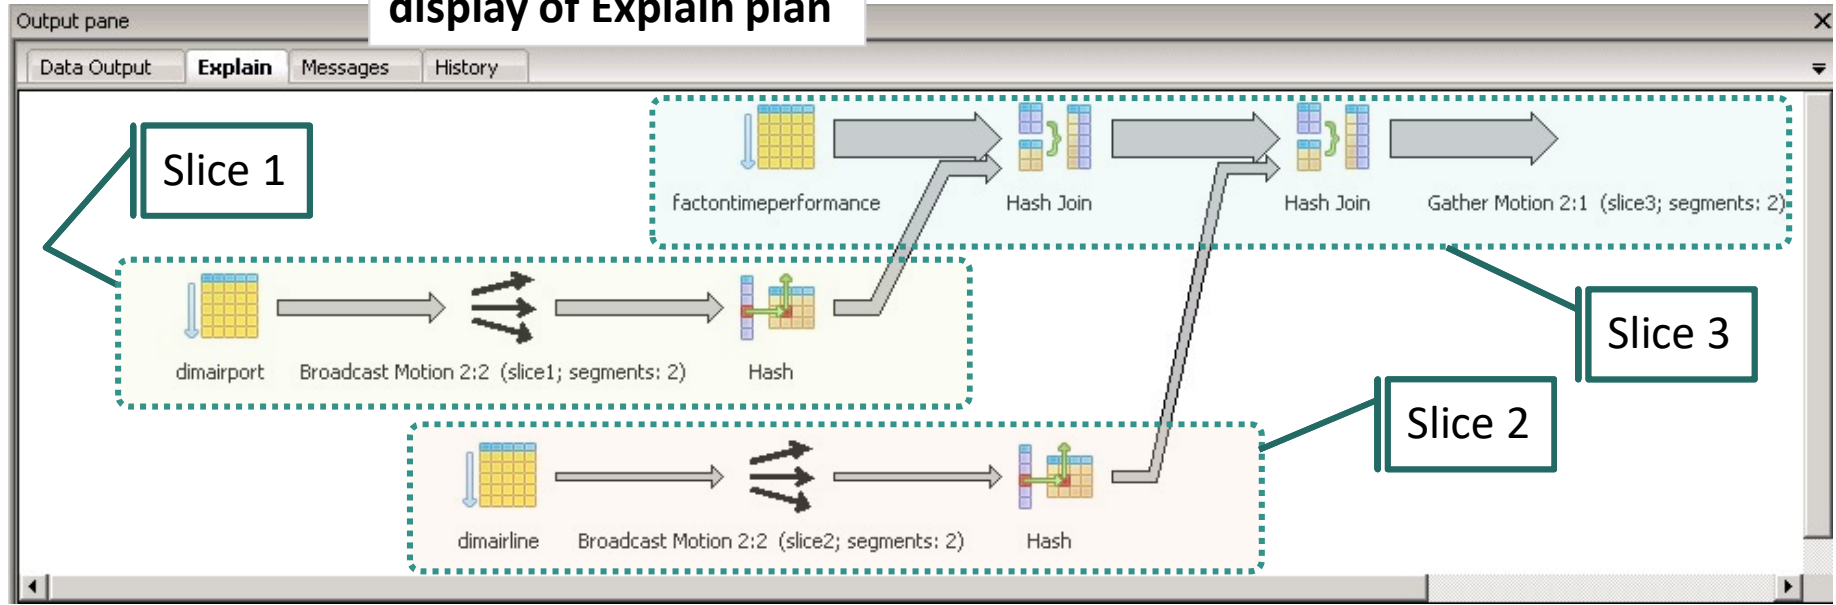 display of Explain plan
Output pane
Data Output Explain Messages History
Slice 1
factontimeperformance Hash Join Hash Join Gather Motion 2:1 (slice3; segments: 2)
dimairport Broadcast Motion 2:2 (slice1; segments: 2) Hash
Slice 3
Slice 2
dimairline Broadcast Motion 2:2 (slice2; segments: 2) Hash